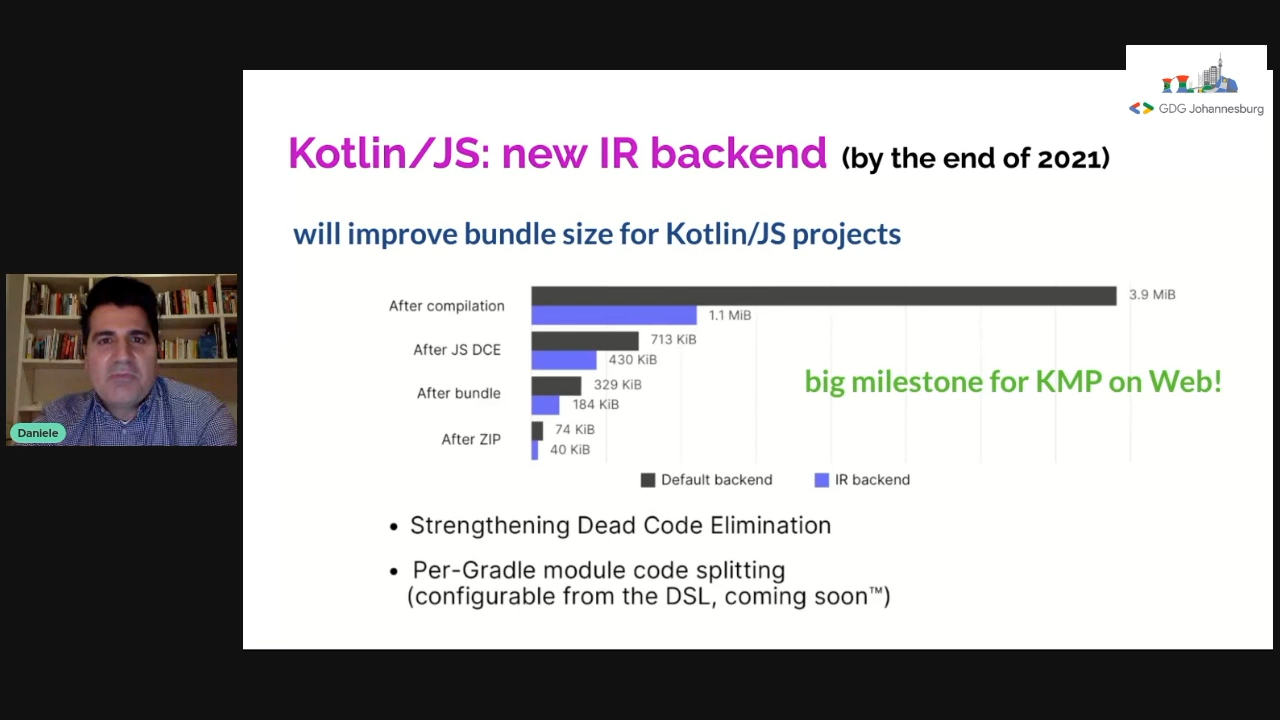 GDG Johannesburg
Kotlin/JS: new IR backend (by the end of 2021)
will improve bundle size for Kotlin/JS projects
After compilation
3.9 MiB
1.1 MiB
After JS DCE
713 KiB
430 KiB
After bundle
329 KiB
184 KiB
After ZIP
74 KiB
40 KiB
big milestone for KMP on Web!
Default backend
IR backend
• Strengthening Dead Code Elimination
• Per-Gradle module code splitting
(configurable from the DSL, coming soon™)
Daniele